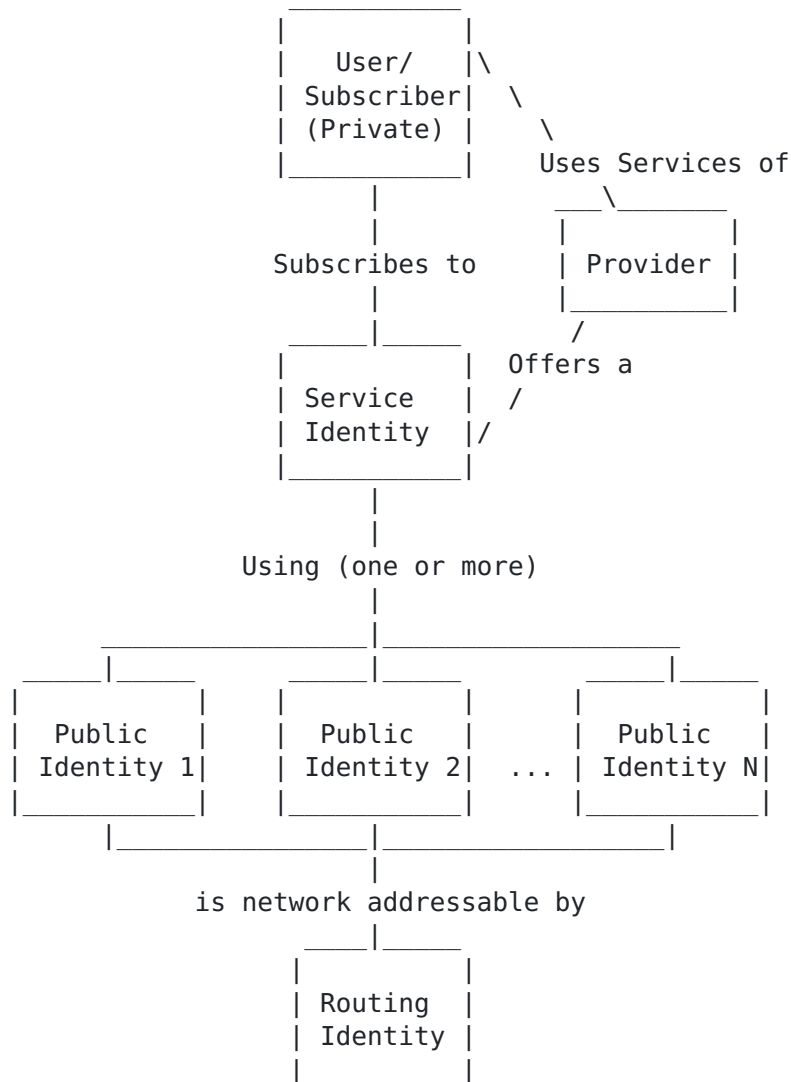 User/
Subscriber
(Private)
Uses Services of
Subscribes to
Provider
Offers a
Service
Identity
Using (one or more)
Public Public Public
Identity 1 Identity 2 ... Identity N
is network addressable by
Routing
Identity